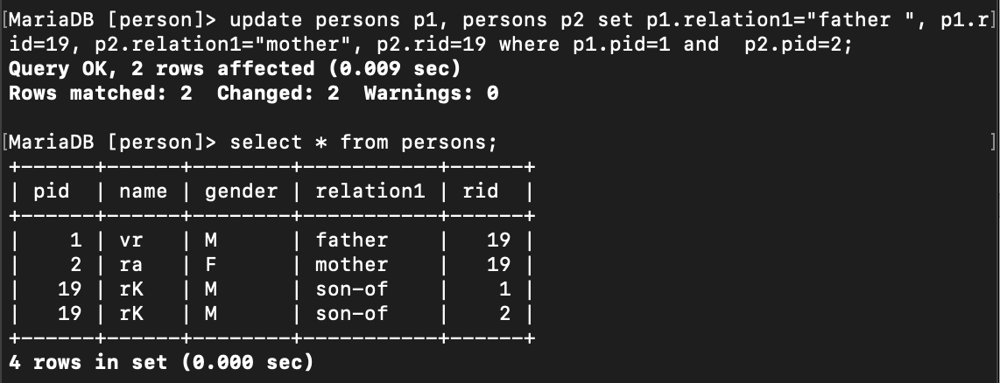 [MariaDB [person]> update persons p1, persons p2 set p1.relation1="father ", p1.r]
id=19, p2.relation1="mother", p2.rid=19 where p1.pid=1 and  p2.pid=2;
Query OK, 2 rows affected (0.009 sec)
Rows matched: 2  Changed: 2  Warnings: 0
[MariaDB [person]> select * from persons; ]
+------+------+--------+-----------+------+
| pid  | name | gender | relation1 | rid  |
+------+------+--------+-----------+------+
|    1 | vr   | M      | father    |   19 |
|    2 | ra   | F      | mother    |   19 |
|   19 | rK   | M      | son-of    |    1 |
|   19 | rK   | M      | son-of    |    2 |
+------+------+--------+-----------+------+
4 rows in set (0.000 sec)